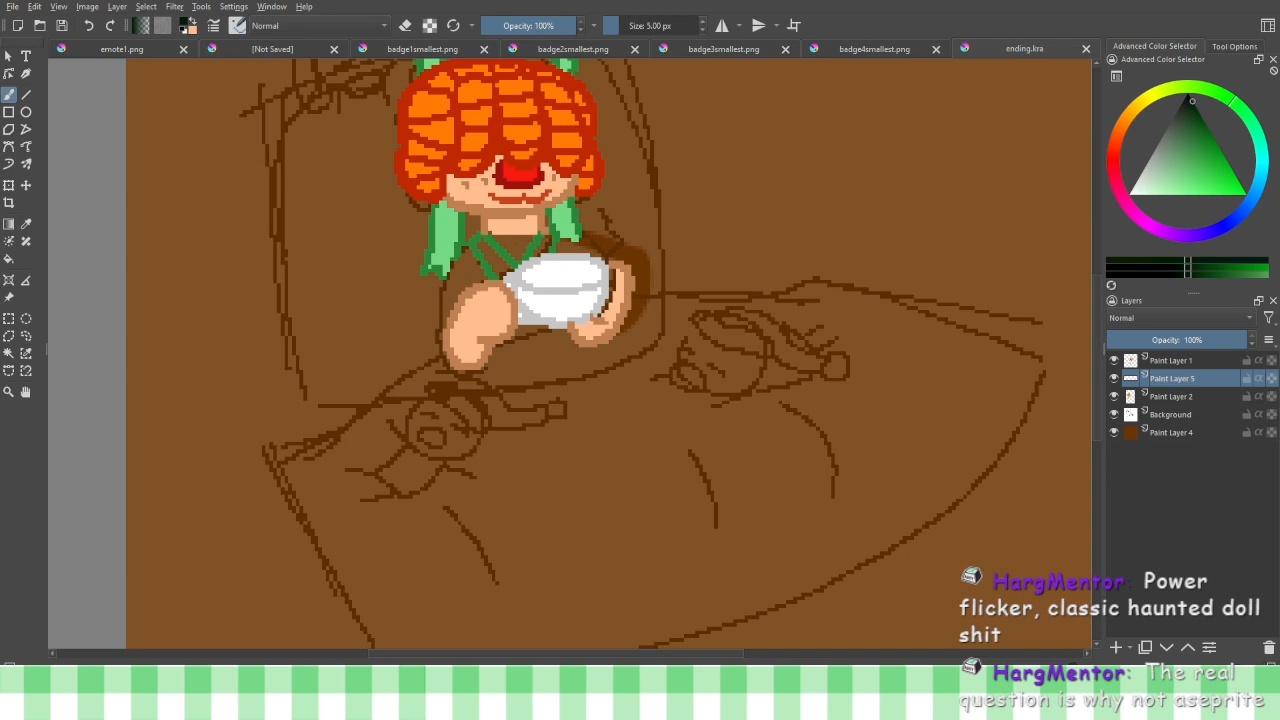 File Edit View Image Layer Select Filter Tools Settings Window Help
Normal Opacity: 100% Size: 5.00 px
emote1.png [Not Saved] badge1smallest.png badge2smallest.png badge3smallest.png badge4smallest.png ending.kra
Advanced Color Selector Tool Options
Advanced Color Selector
Layers
Normal
Opacity: 100%
Paint Layer 1
Paint Layer 5
Paint Layer 2
Background
Paint Layer 4
HargMentor: Power
flicker, classic haunted doll
shit
HargMentor: The real
question is why not aseprite